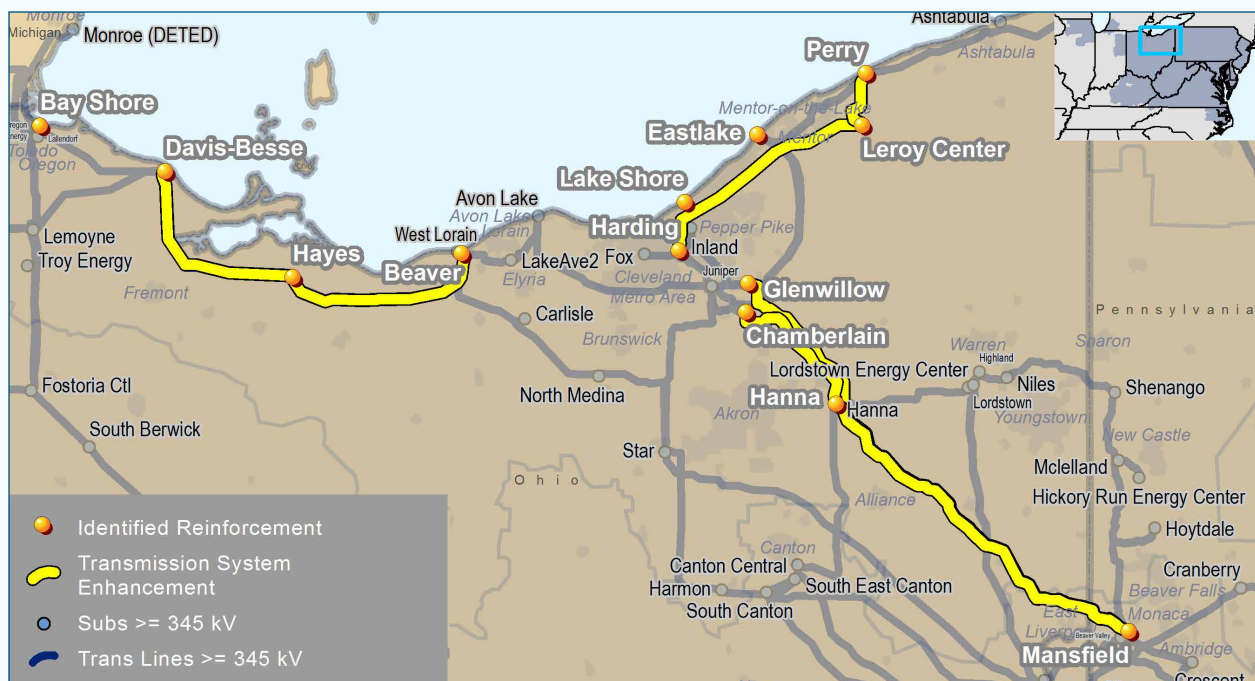 Monroe
Michigan
Monroe (DETED)
Ashtabula
Perry
Ashtabula
Bay Shore
Lallendorf
Toledo
Oregon
Mentor-on-the-Lake
Eastlake
Mentor
Leroy Center
Davis-Besse
Lake Shore
Avon Lake
Avon Lake
Lorain
Harding
Pepper Pike
Lemoyne
Troy Energy
West Lorain
Hayes
Beaver
LakeAve2
Elyria
Fox
Inland
Cleveland
Metro Area
Juniper
Glenwillow
Fremont
Carlisle
Chamberlain
Pennsylvania
Brunswick
Warren
Sharon
Highland
Lordstown Energy Center
Niles
Lordstown
Shenango
Fostoria Ctl
North Medina
Hanna
Hanna
Akron
Youngstown
South Berwick
Star
New Castle
Mclelland
Ohio
Hickory Run Energy Center
Alliance
Hoytdale
Canton
Canton Central
South East Canton
Harmon
South Canton
Cranberry
Beaver Falls
East
Liverpool
Monaca
Beaver Valley
Mansfield
Ambridge
Crescent
Identified Reinforcement
Transmission System
Enhancement
Subs >= 345 kV
Trans Lines >= 345 kV